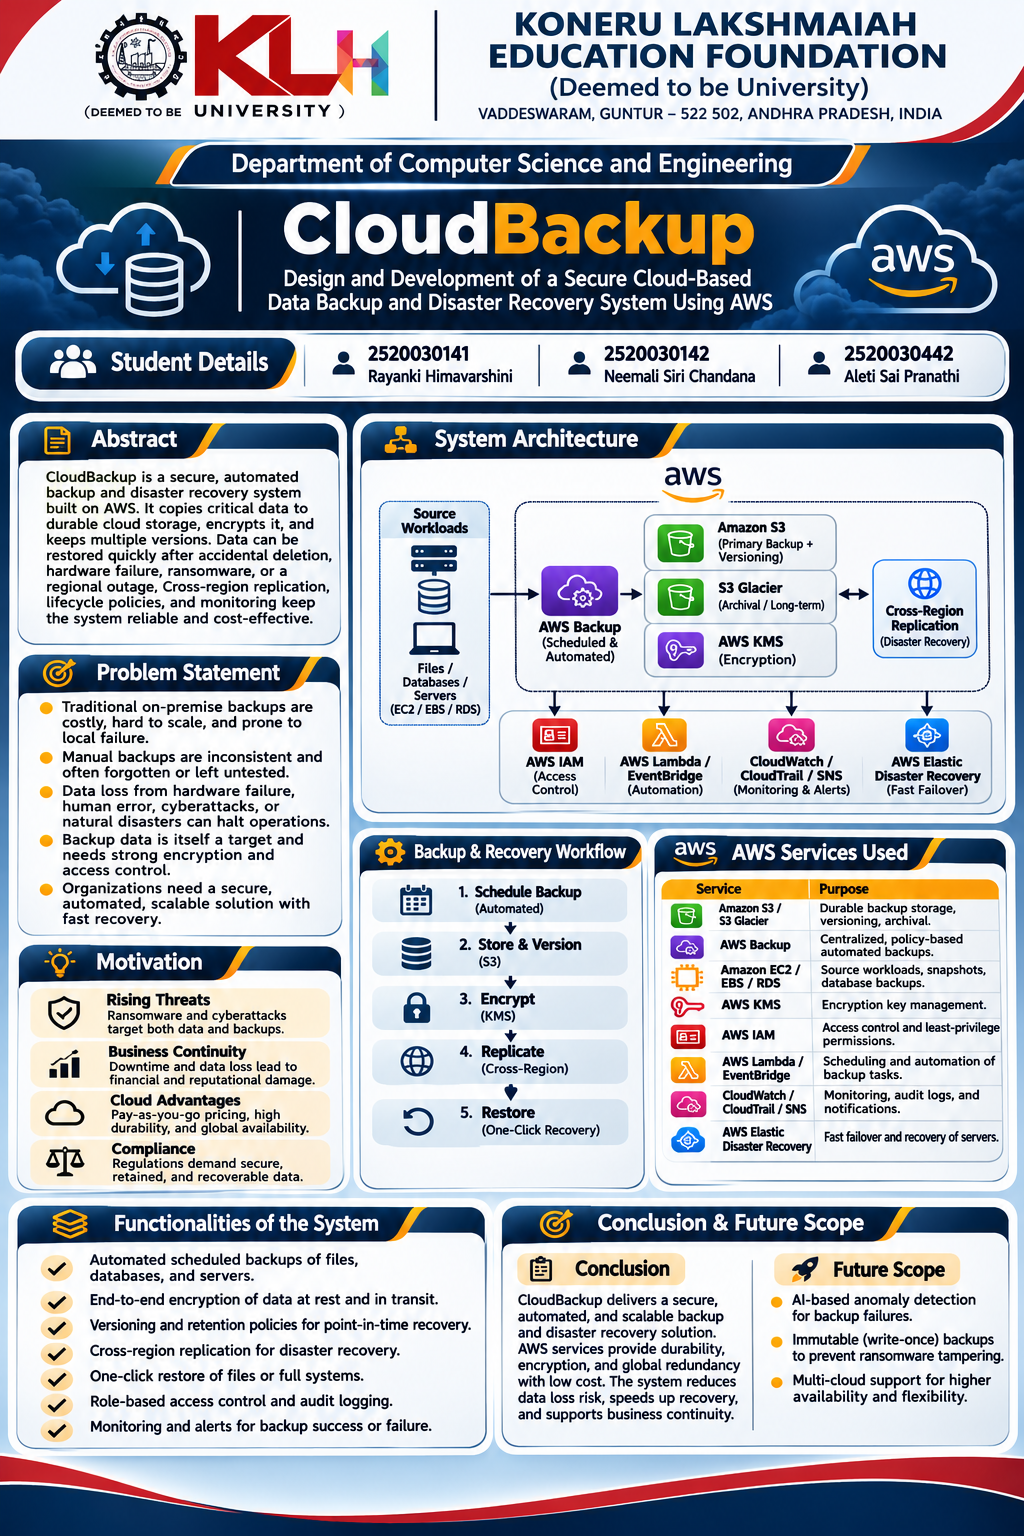 KLH
(DEEMED TO BE UNIVERSITY)
KONERU LAKSHMAIAH
EDUCATION FOUNDATION
(Deemed to be University)
VADDESWARAM, GUNTUR – 522 502, ANDHRA PRADESH, INDIA
Department of Computer Science and Engineering
CloudBackup
Design and Development of a Secure Cloud-Based
Data Backup and Disaster Recovery System Using AWS
aws
Student Details
2520030141
Rayanki Himavarshini
2520030142
Neemali Siri Chandana
2520030442
Aleti Sai Pranathi
Abstract
CloudBackup is a secure, automated
backup and disaster recovery system
built on AWS. It copies critical data to
durable cloud storage, encrypts it, and
keeps multiple versions. Data can be
restored quickly after accidental deletion,
hardware failure, ransomware, or a
regional outage. Cross-region replication,
lifecycle policies, and monitoring keep
the system reliable and cost-effective.
Problem Statement
Traditional on-premise backups are
costly, hard to scale, and prone to
local failure.
Manual backups are inconsistent and
often forgotten or left untested.
Data loss from hardware failure,
human error, cyberattacks, or
natural disasters can halt operations.
Backup data is itself a target and
needs strong encryption and
access control.
Organizations need a secure,
automated, scalable solution with
fast recovery.
Motivation
Rising Threats
Ransomware and cyberattacks
target both data and backups.
Business Continuity
Downtime and data loss lead to
financial and reputational damage.
Cloud Advantages
Pay-as-you-go pricing, high
durability, and global availability.
Compliance
Regulations demand secure,
retained, and recoverable data.
System Architecture
aws
Source
Workloads
Files /
Databases /
Servers
(EC2 / EBS / RDS)
AWS Backup
(Scheduled &
Automated)
Amazon S3
(Primary Backup +
Versioning)
S3 Glacier
(Archival / Long-term)
AWS KMS
(Encryption)
Cross-Region
Replication
(Disaster Recovery)
AWS IAM
(Access
Control)
AWS Lambda /
EventBridge
(Automation)
CloudWatch /
CloudTrail / SNS
(Monitoring & Alerts)
AWS Elastic
Disaster Recovery
(Fast Failover)
Backup & Recovery Workflow
1. Schedule Backup
(Automated)
2. Store & Version
(S3)
3. Encrypt
(KMS)
4. Replicate
(Cross-Region)
5. Restore
(One-Click Recovery)
aws AWS Services Used
Service Purpose
Amazon S3 /
S3 Glacier
Durable backup storage,
versioning, archival.
AWS Backup
Centralized, policy-based
automated backups.
Amazon EC2 /
EBS / RDS
Source workloads, snapshots,
database backups.
AWS KMS
Encryption key management.
AWS IAM
Access control and least-privilege
permissions.
AWS Lambda /
EventBridge
Scheduling and automation of
backup tasks.
CloudWatch /
CloudTrail / SNS
Monitoring, audit logs, and
notifications.
AWS Elastic
Disaster Recovery
Fast failover and recovery of servers.
Functionalities of the System
Automated scheduled backups of files,
databases, and servers.
End-to-end encryption of data at rest and in transit.
Versioning and retention policies for point-in-time recovery.
Cross-region replication for disaster recovery.
One-click restore of files or full systems.
Role-based access control and audit logging.
Monitoring and alerts for backup success or failure.
Conclusion & Future Scope
Conclusion
CloudBackup delivers a secure,
automated, and scalable backup
and disaster recovery solution.
AWS services provide durability,
encryption, and global redundancy
with low cost. The system reduces
data loss risk, speeds up recovery,
and supports business continuity.
Future Scope
AI-based anomaly detection
for backup failures.
Immutable (write-once) backups
to prevent ransomware tampering.
Multi-cloud support for higher
availability and flexibility.